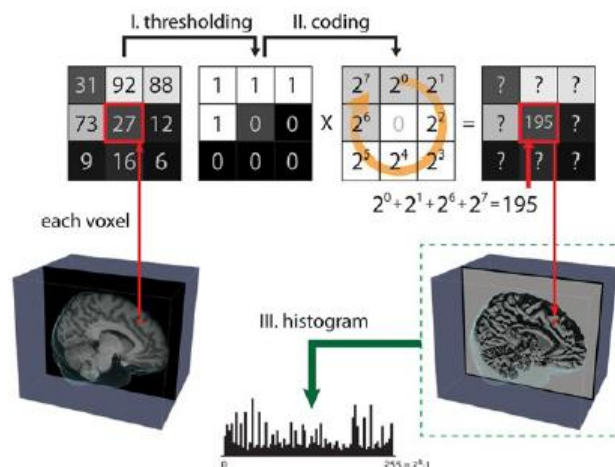 I. thresholding II. coding
31 92 88 1 1 1 2⁷ 2⁰ 2¹ ? ? ?
73 27 12 1 0 0 X 2⁶ 0 2² = ? 195 ?
9 16 6 0 0 0 2⁵ 2⁴ 2³ ? ? ?
2⁰+2¹+2⁶+2⁷=195
each voxel
III. histogram
0 255=2⁸-1